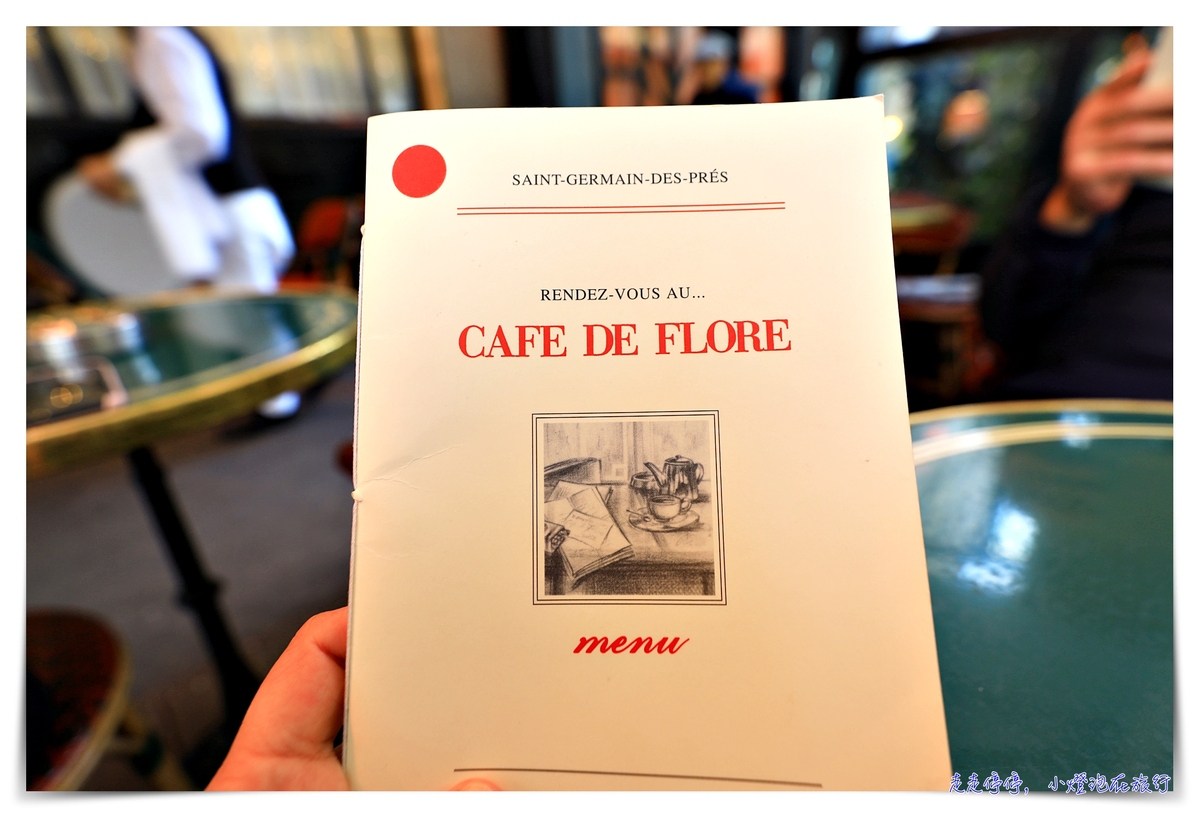 SAINT-GERMAIN-DES-PRÉS
RENDEZ-VOUS AU...
CAFE DE FLORE
menu
走走停停, 小燈泡在旅行